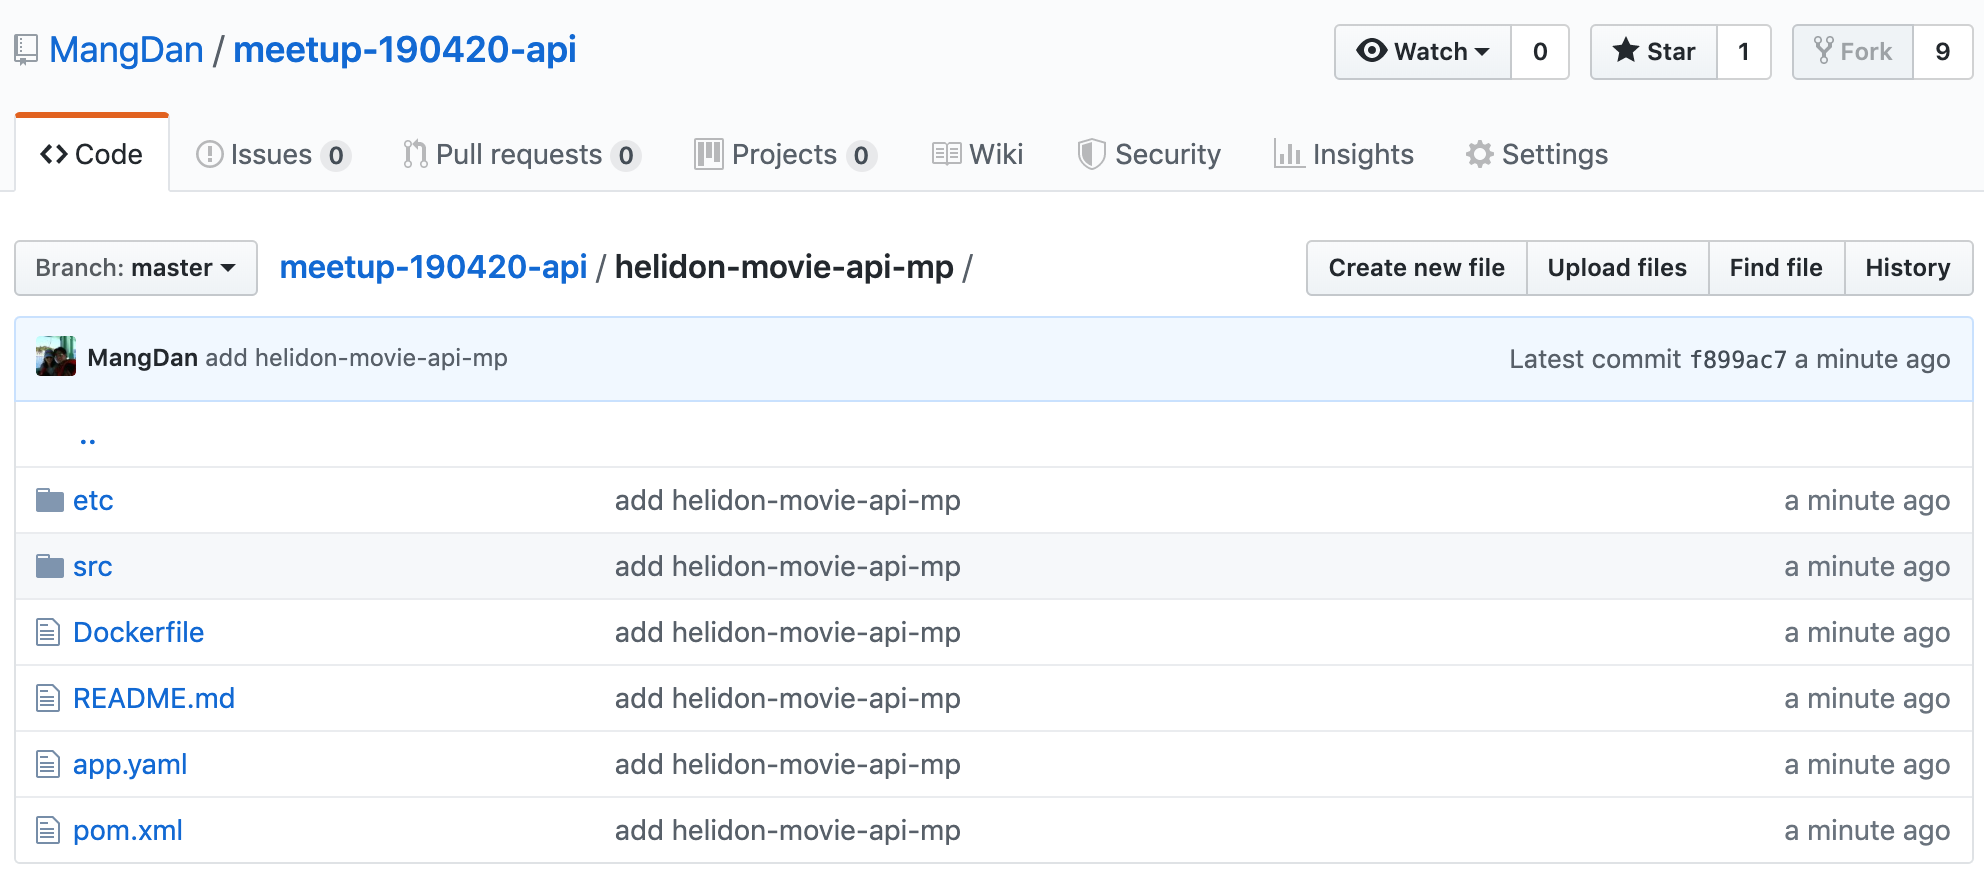 MangDan / meetup-190420-api
Watch 0 Star 1 Fork 9
Code Issues 0 Pull requests 0 Projects 0 Wiki Security Insights Settings
Branch: master meetup-190420-api / helidon-movie-api-mp / Create new file Upload files Find file History
MangDan add helidon-movie-api-mp Latest commit f899ac7 a minute ago
..
etc add helidon-movie-api-mp a minute ago
src add helidon-movie-api-mp a minute ago
Dockerfile add helidon-movie-api-mp a minute ago
README.md add helidon-movie-api-mp a minute ago
app.yaml add helidon-movie-api-mp a minute ago
pom.xml add helidon-movie-api-mp a minute ago